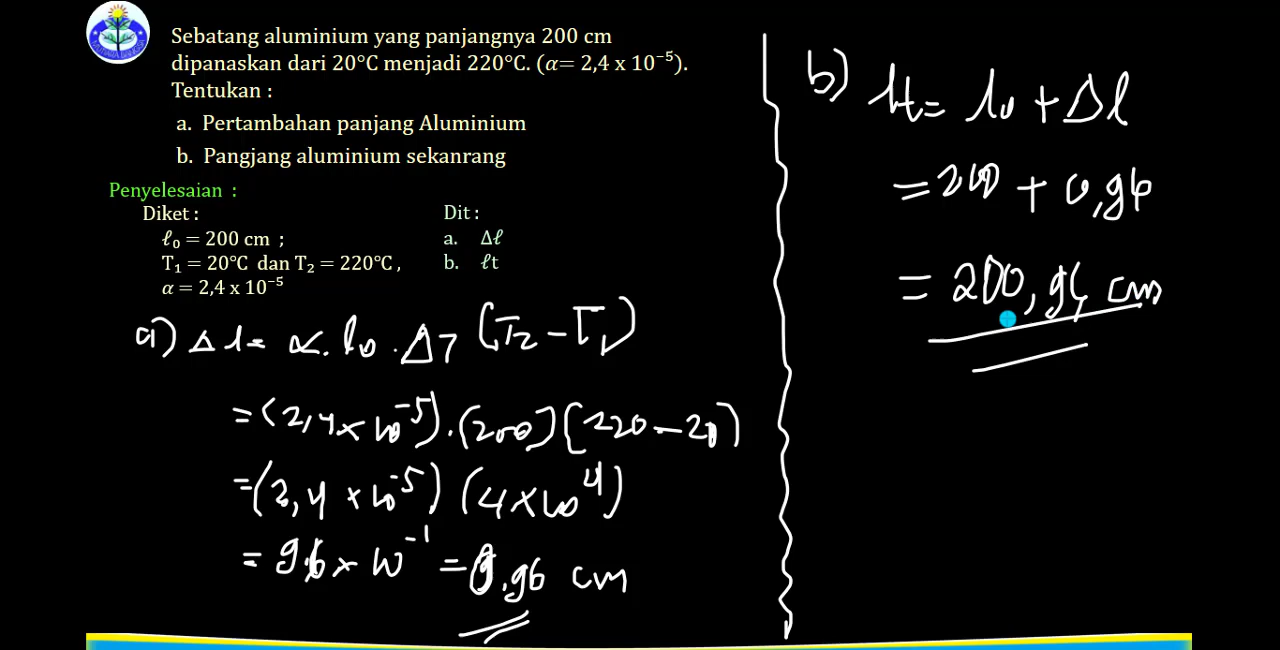 Sebatang aluminium yang panjangnya 200 cm
dipanaskan dari 20°C menjadi 220°C. (α= 2,4 x 10⁻⁵).
Tentukan :
a. Pertambahan panjang Aluminium
b. Pangjang aluminium sekanrang
Penyelesaian :
Diket :
ℓ₀ = 200 cm ;
T₁ = 20°C dan T₂ = 220°C ,
α = 2,4 x 10⁻⁵
Dit :
a. Δℓ
b. ℓt
a) Δl = α. l₀ . ΔT (T₂ − T₁)
= (2,4 x 10⁻⁵) . (200) (220 − 20)
= (2,4 x 10⁻⁵) (4 x 10⁴)
= 9,6 x 10⁻¹ = 0,96 cm
b) lt = l₀ + Δl
= 200 + 0,96
= 200,96 cm